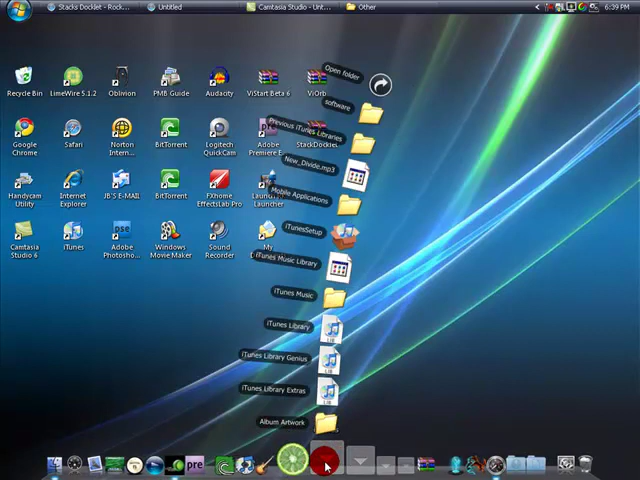 Stacks Docklet - Rock...
Untitled
Camtasia Studio - Unt...
Other
6:39 PM
Recycle Bin
LimeWire 5.1.2
Oblivion
PMB Guide
Audacity
ViStart Beta 6
ViOrb
Google Chrome
Safari
Norton Intern...
BitTorrent
Logitech QuickCam
Adobe Premiere E...
StackDocklet
Handycam Utility
Internet Explorer
JB'S E-MAIL
BitTorrent
FXhome EffectsLab Pro
Launcher
Camtasia Studio 6
iTunes
Adobe Photosho...
Windows Movie Maker
Sound Recorder
My
Open folder
software
Previous iTunes Libraries
New_Divide.mp3
Mobile Applications
iTunesSetup
iTunes Music Library
iTunes Music
iTunes Library
iTunes Library Genius
iTunes Library Extras
Album Artwork
LIB
LIB
LIB
pre